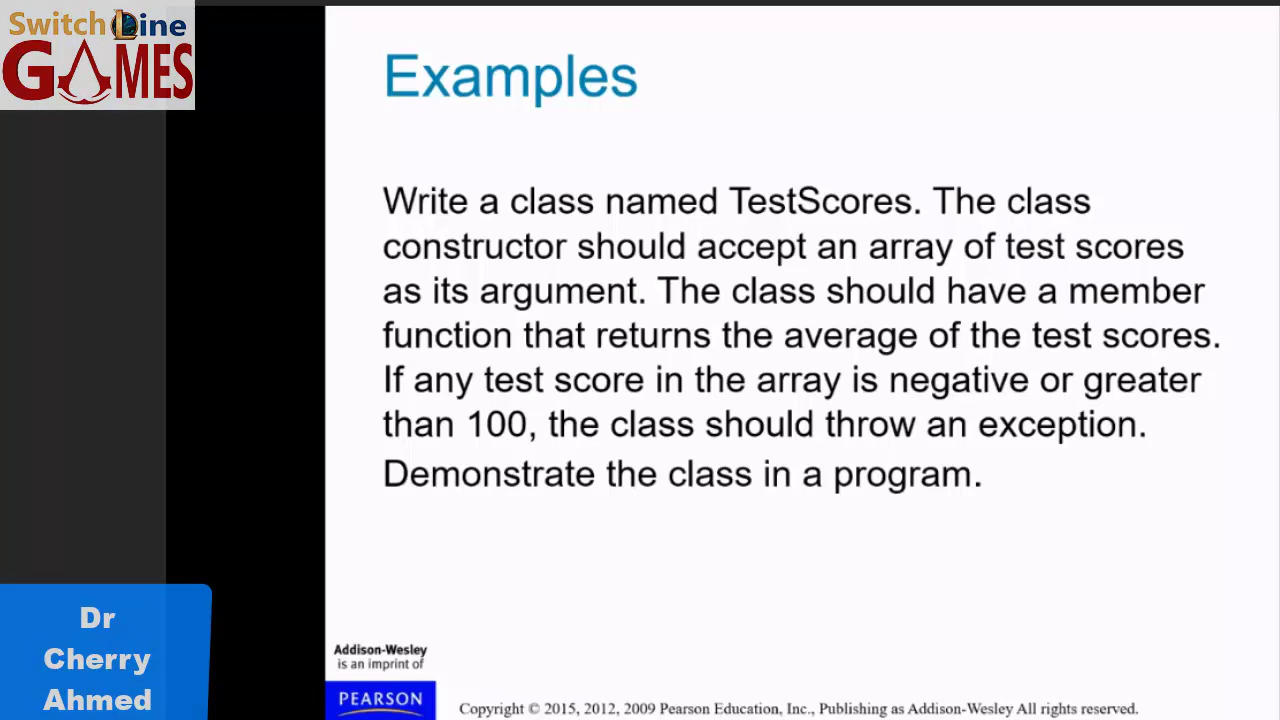 Switch Line
GAMES
Examples
Write a class named TestScores. The class
constructor should accept an array of test scores
as its argument. The class should have a member
function that returns the average of the test scores.
If any test score in the array is negative or greater
than 100, the class should throw an exception.
Demonstrate the class in a program.
Dr
Cherry
Ahmed
Addison-Wesley
is an imprint of
PEARSON
Copyright © 2015, 2012, 2009 Pearson Education, Inc., Publishing as Addison-Wesley All rights reserved.